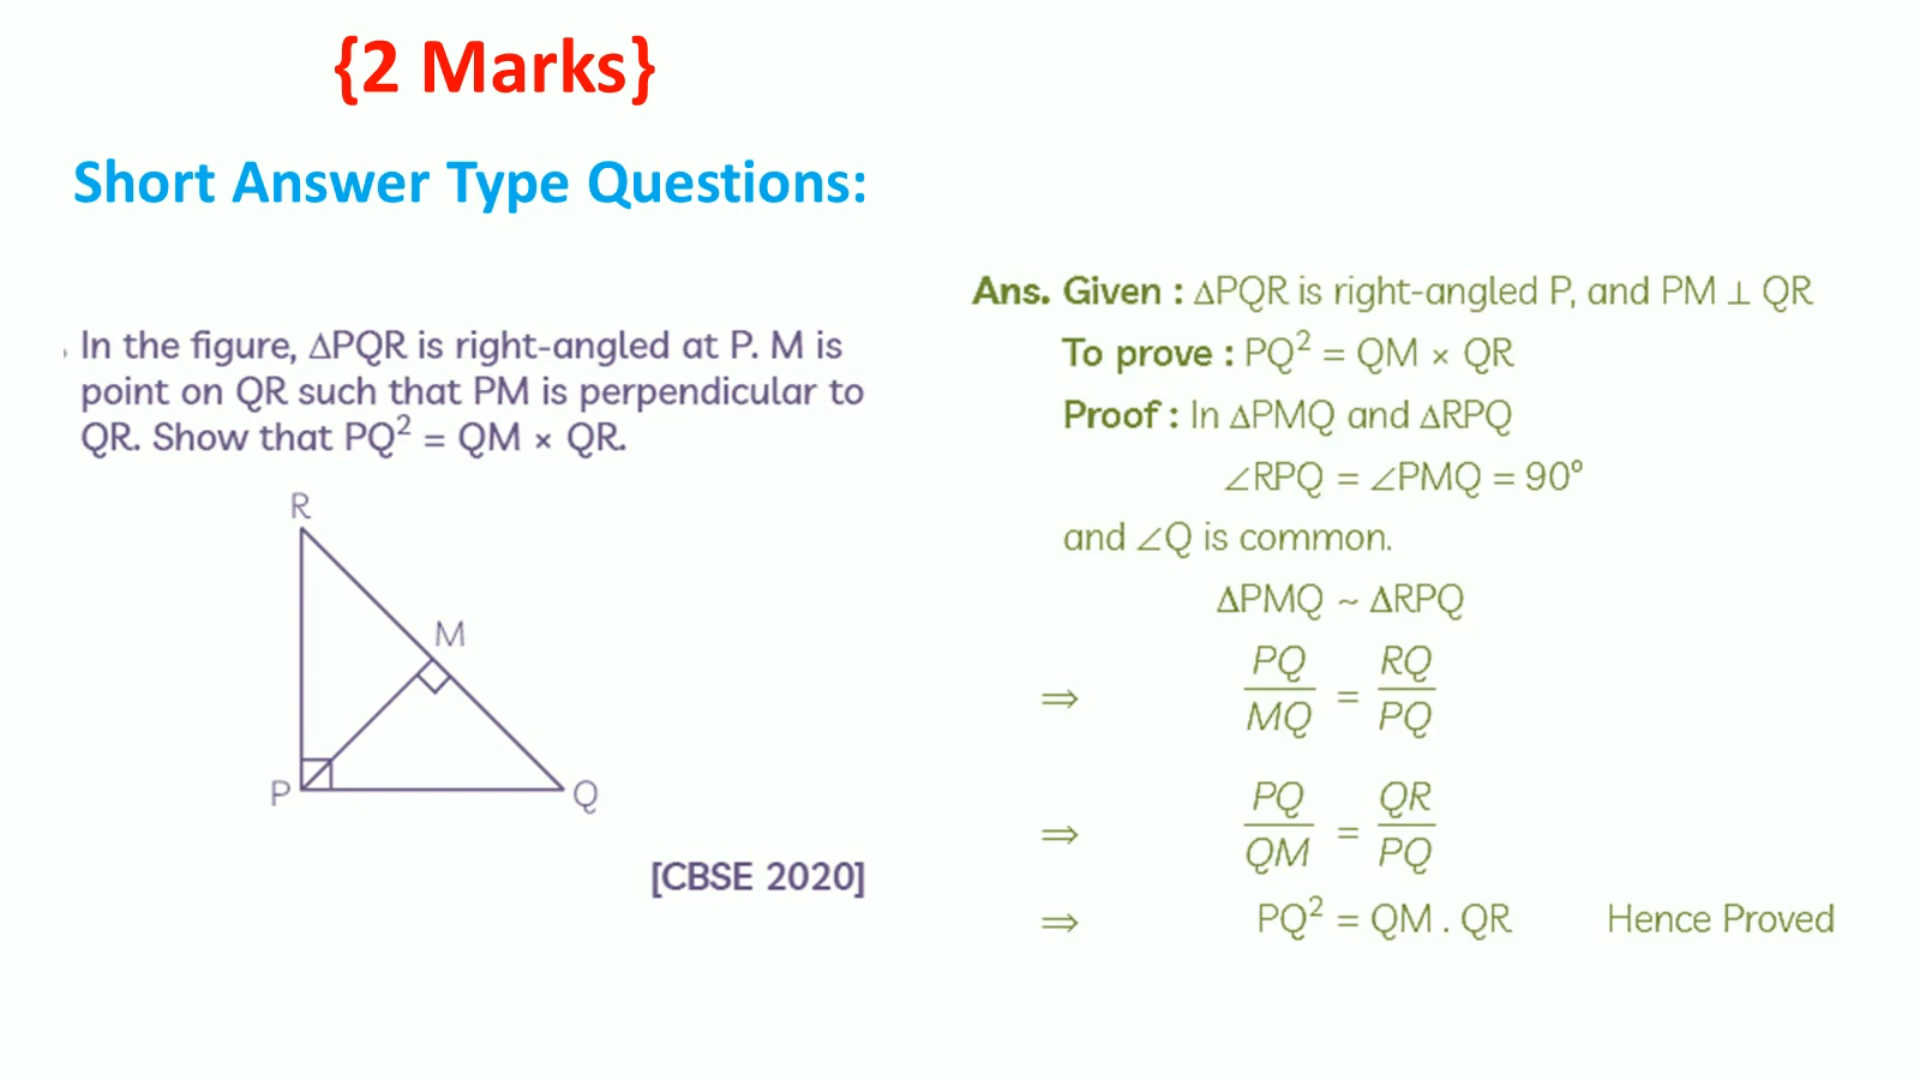 {2 Marks}
Short Answer Type Questions:
In the figure, ΔPQR is right-angled at P. M is
point on QR such that PM is perpendicular to
QR. Show that PQ² = QM × QR.
R
M
P
Q
[CBSE 2020]
Ans. Given : ΔPQR is right-angled P, and PM ⊥ QR
To prove : PQ² = QM × QR
Proof : In ΔPMQ and ΔRPQ
∠RPQ = ∠PMQ = 90°
and ∠Q is common.
ΔPMQ ~ ΔRPQ
⇒ PQ/MQ = RQ/PQ
⇒ PQ/QM = QR/PQ
⇒ PQ² = QM . QR Hence Proved